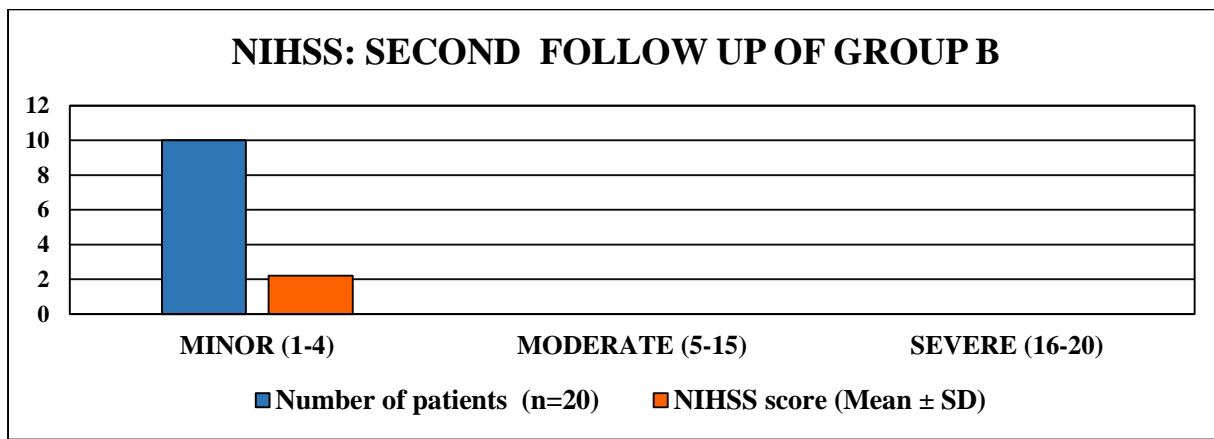 NIHSS: SECOND FOLLOW UP OF GROUP B
12
10
8
6
4
2
0
MINOR (1-4) MODERATE (5-15) SEVERE (16-20)
Number of patients (n=20) NIHSS score (Mean ± SD)